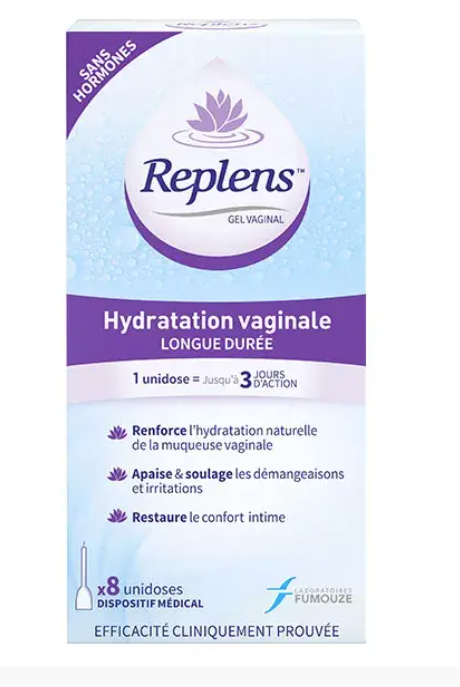 SANS
HORMONES
Replens™
GEL VAGINAL
Hydratation vaginale
LONGUE DURÉE
1 unidose = Jusqu'à 3 JOURS D'ACTION
Renforce l'hydratation naturelle
de la muqueuse vaginale
Apaise & soulage les démangeaisons
et irritations
Restaure le confort intime
x8 unidoses
DISPOSITIF MÉDICAL
LABORATOIRES
FUMOUZE
EFFICACITÉ CLINIQUEMENT PROUVÉE